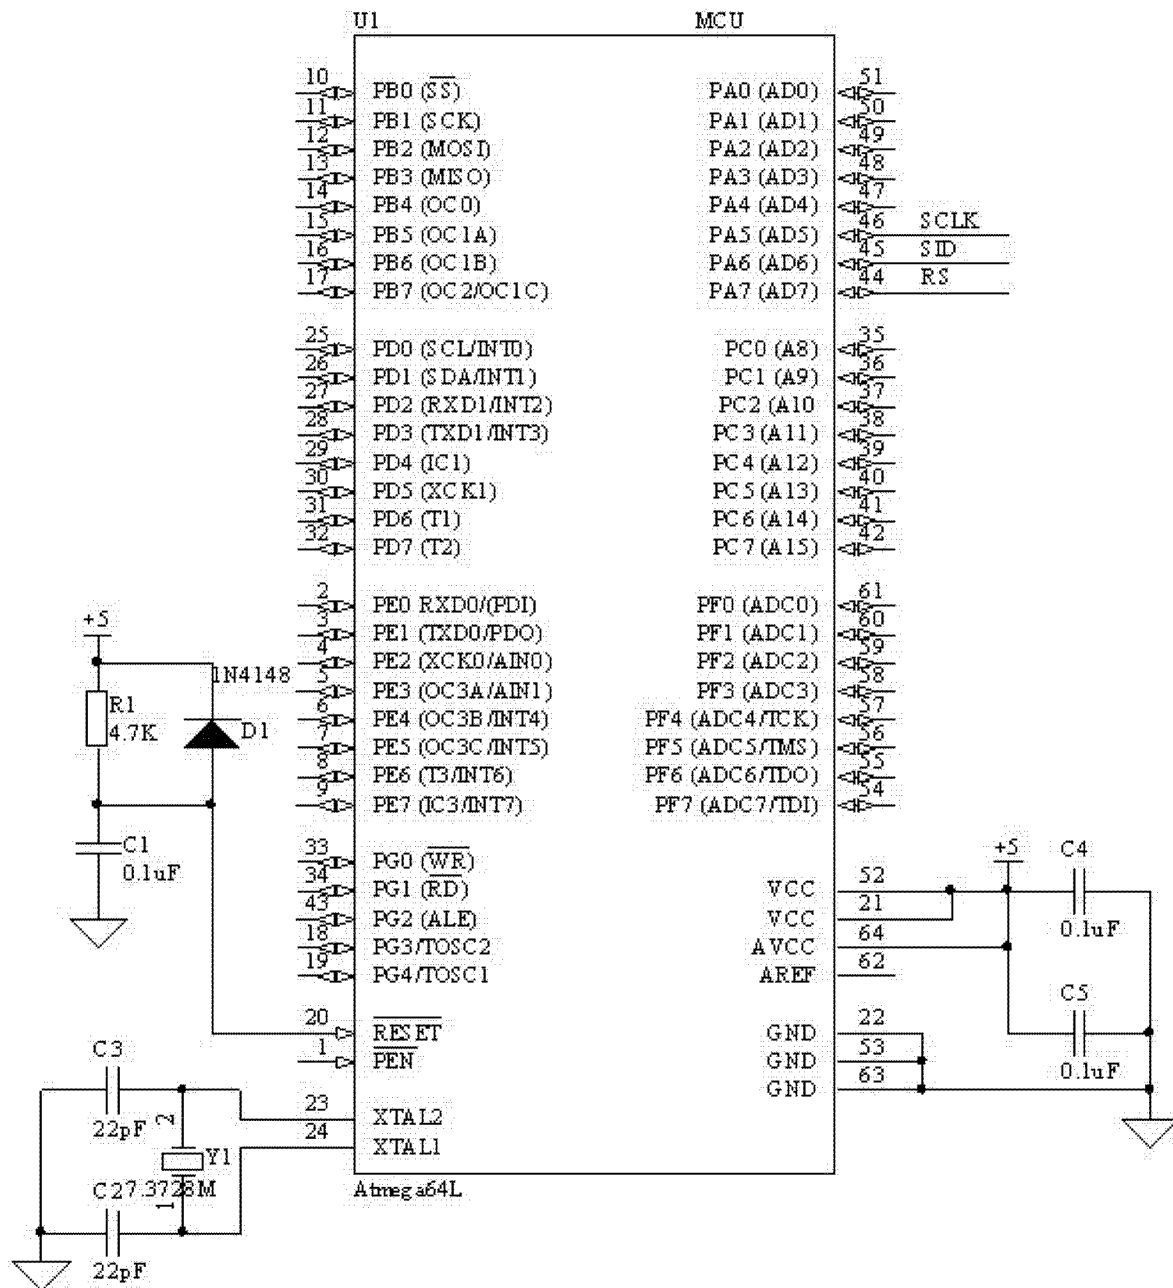 U1 MCU
10 PB0 (SS) PA0 (AD0) 51
11 PB1 (SCK) PA1 (AD1) 50
12 PB2 (MOSI) PA2 (AD2) 49
13 PB3 (MISO) PA3 (AD3) 48
14 PB4 (OC0) PA4 (AD4) 47
15 PB5 (OC1A) PA5 (AD5) 46 SCLK
16 PB6 (OC1B) PA6 (AD6) 45 SID
17 PB7 (OC2/OC1C) PA7 (AD7) 44 RS
25 PD0 (SCL/INT0) PC0 (A8) 35
26 PD1 (SDA/INT1) PC1 (A9) 36
27 PD2 (RXD1/INT2) PC2 (A10 37
28 PD3 (TXD1/INT3) PC3 (A11) 38
29 PD4 (IC1) PC4 (A12) 39
30 PD5 (XCK1) PC5 (A13) 40
31 PD6 (T1) PC6 (A14) 41
32 PD7 (T2) PC7 (A15) 42
2 PE0 RXD0/(PDI) PF0 (ADC0) 61
+5 3 PE1 (TXD0/PDO) PF1 (ADC1) 60
4 PE2 (XCK0/AIN0) PF2 (ADC2) 59
1N4148 5 PE3 (OC3A/AIN1) PF3 (ADC3) 58
R1 6 PE4 (OC3B/INT4) PF4 (ADC4/TCK) 57
4.7K D1 7 PE5 (OC3C/INT5) PF5 (ADC5/TMS) 56
8 PE6 (T3/INT6) PF6 (ADC6/TDO) 55
9 PE7 (IC3/INT7) PF7 (ADC7/TDI) 54
C1 33 PG0 (WR) +5 C4
0.1uF 34 PG1 (RD) VCC 52
43 PG2 (ALE) VCC 21 0.1uF
18 PG3/TOSC2 AVCC 64
19 PG4/TOSC1 AREF 62 C5
20 RESET GND 22
1 PEN GND 53 0.1uF
C3 GND 63
22pF 2 23 XTAL2
Y1 24 XTAL1
C2 7.3728M 1 Atmega64L
22pF